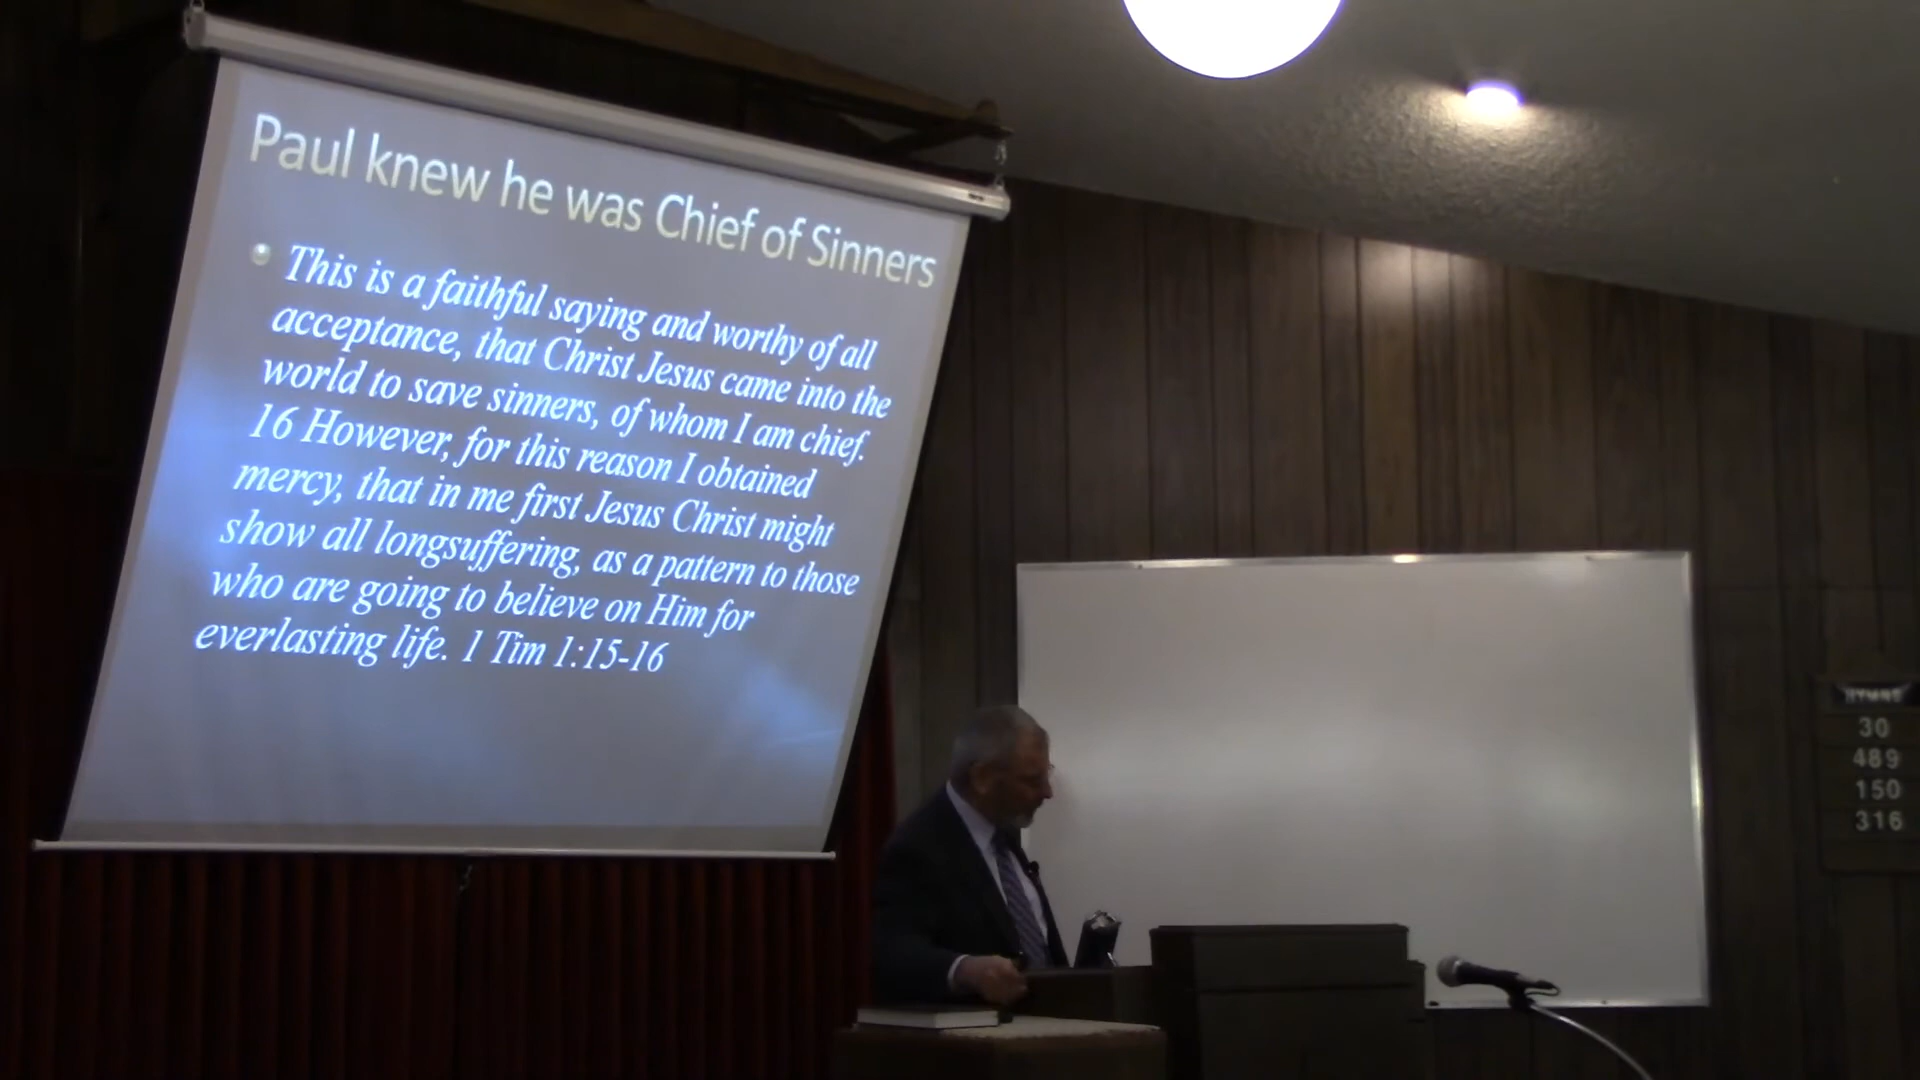 Paul knew he was Chief of Sinners
This is a faithful saying and worthy of all
acceptance, that Christ Jesus came into the
world to save sinners, of whom I am chief.
16 However, for this reason I obtained
mercy, that in me first Jesus Christ might
show all longsuffering, as a pattern to those
who are going to believe on Him for
everlasting life. 1 Tim 1:15-16
HYMNS
30
489
150
316